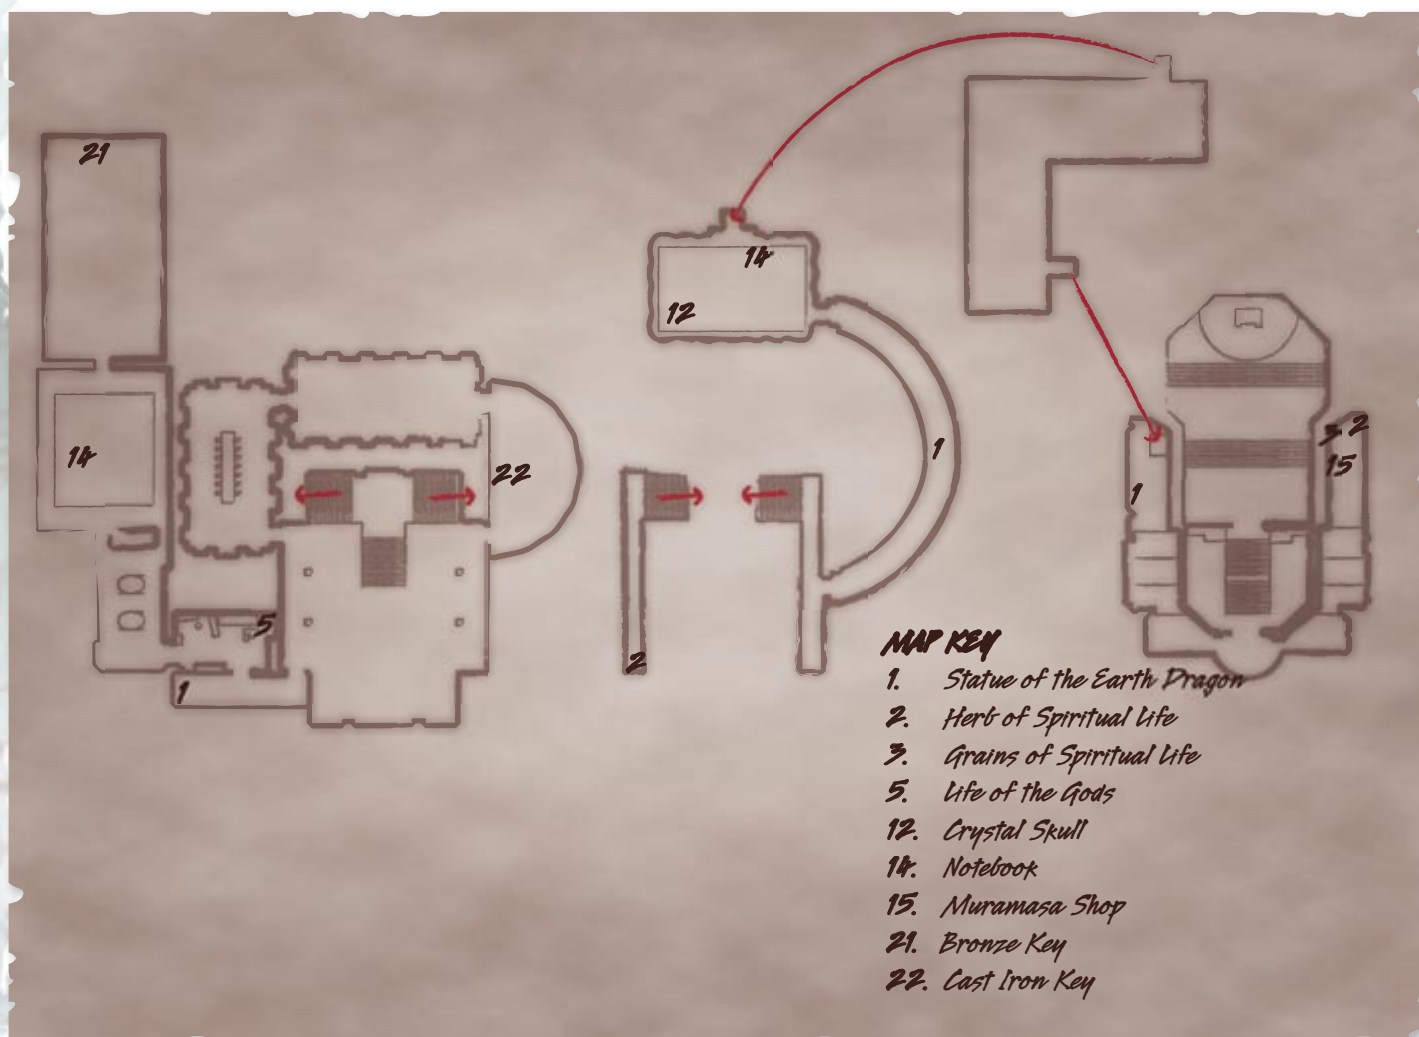 21
14
12
14
22
1
3 2
15
1
5
2
1
MAP KEY
1. Statue of the Earth Dragon
2. Herb of Spiritual Life
3. Grains of Spiritual Life
5. Life of the Gods
12. Crystal Skull
14. Notebook
15. Muramasa Shop
21. Bronze Key
22. Cast Iron Key